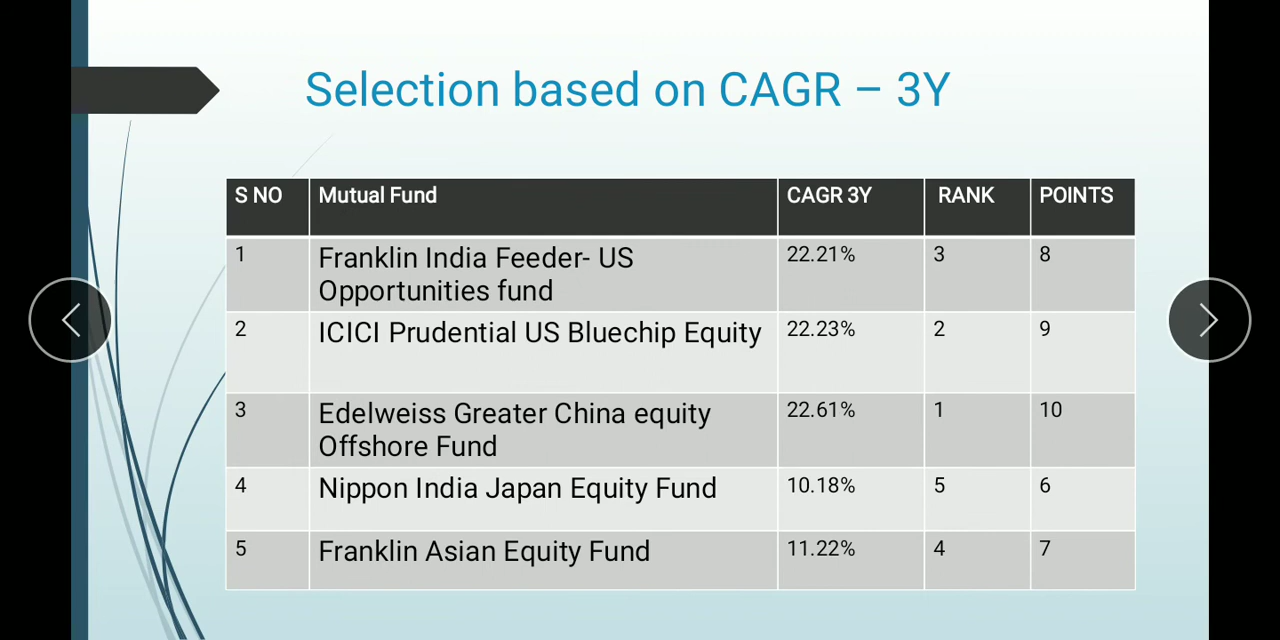 Selection based on CAGR – 3Y
S NO Mutual Fund CAGR 3Y RANK POINTS
1 Franklin India Feeder- US 22.21% 3 8
Opportunities fund
2 ICICI Prudential US Bluechip Equity 22.23% 2 9
3 Edelweiss Greater China equity 22.61% 1 10
Offshore Fund
4 Nippon India Japan Equity Fund 10.18% 5 6
5 Franklin Asian Equity Fund 11.22% 4 7